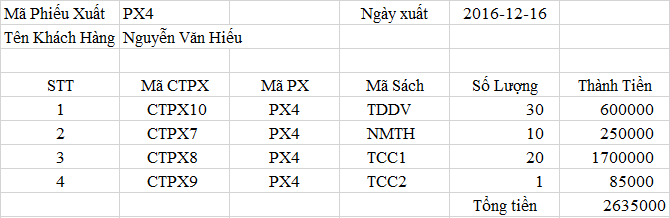 Mã Phiếu Xuất PX4 Ngày xuất 2016-12-16
Tên Khách Hàng Nguyễn Văn Hiếu
STT Mã CTPX Mã PX Mã Sách Số Lượng Thành Tiền
1 CTPX10 PX4 TDDV 30 600000
2 CTPX7 PX4 NMTH 10 250000
3 CTPX8 PX4 TCC1 20 1700000
4 CTPX9 PX4 TCC2 1 85000
Tổng tiền 2635000